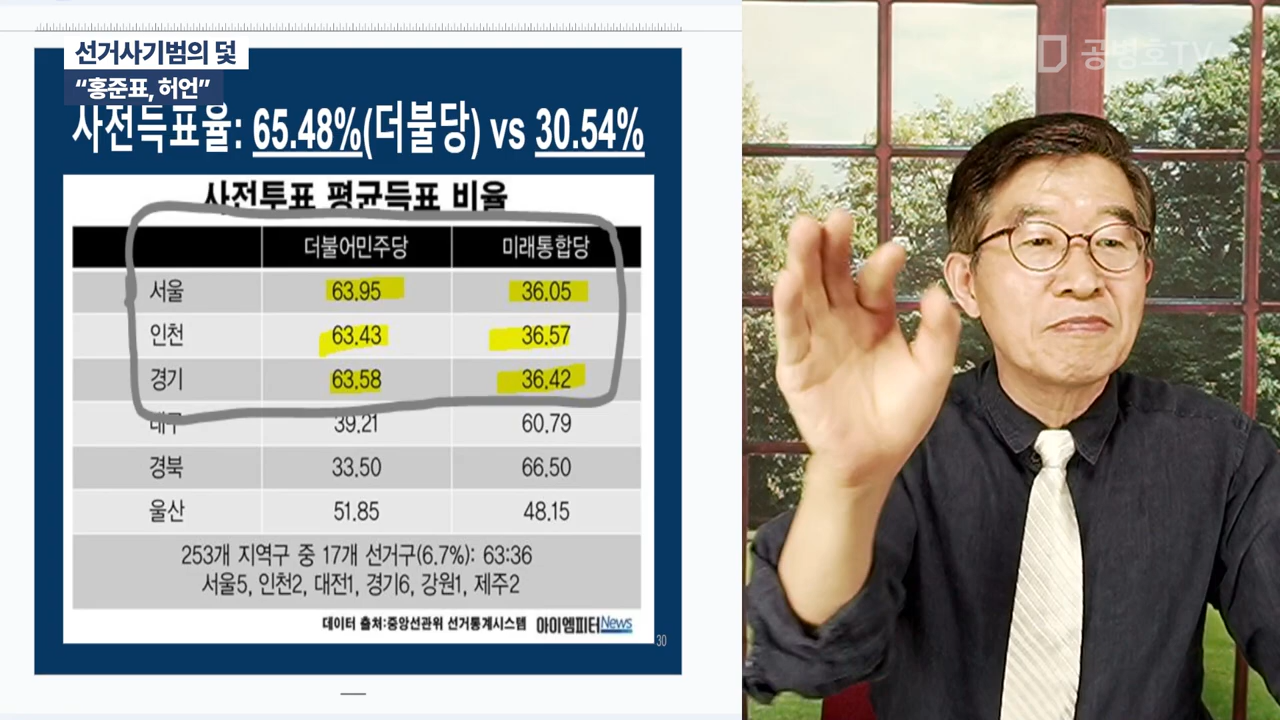 선거사기범의 덫
“홍준표, 허언”
사전득표율: 65.48%(더불당) vs 30.54%
사전투표 평균득표 비율
더불어민주당 미래통합당
서울 63.95 36.05
인천 63.43 36.57
경기 63.58 36.42
대구 39.21 60.79
경북 33.50 66.50
울산 51.85 48.15
253개 지역구 중 17개 선거구(6.7%): 63:36
서울5, 인천2, 대전1, 경기6, 강원1, 제주2
데이터 출처:중앙선관위 선거통계시스템 아이엠피터News
30
공병호TV